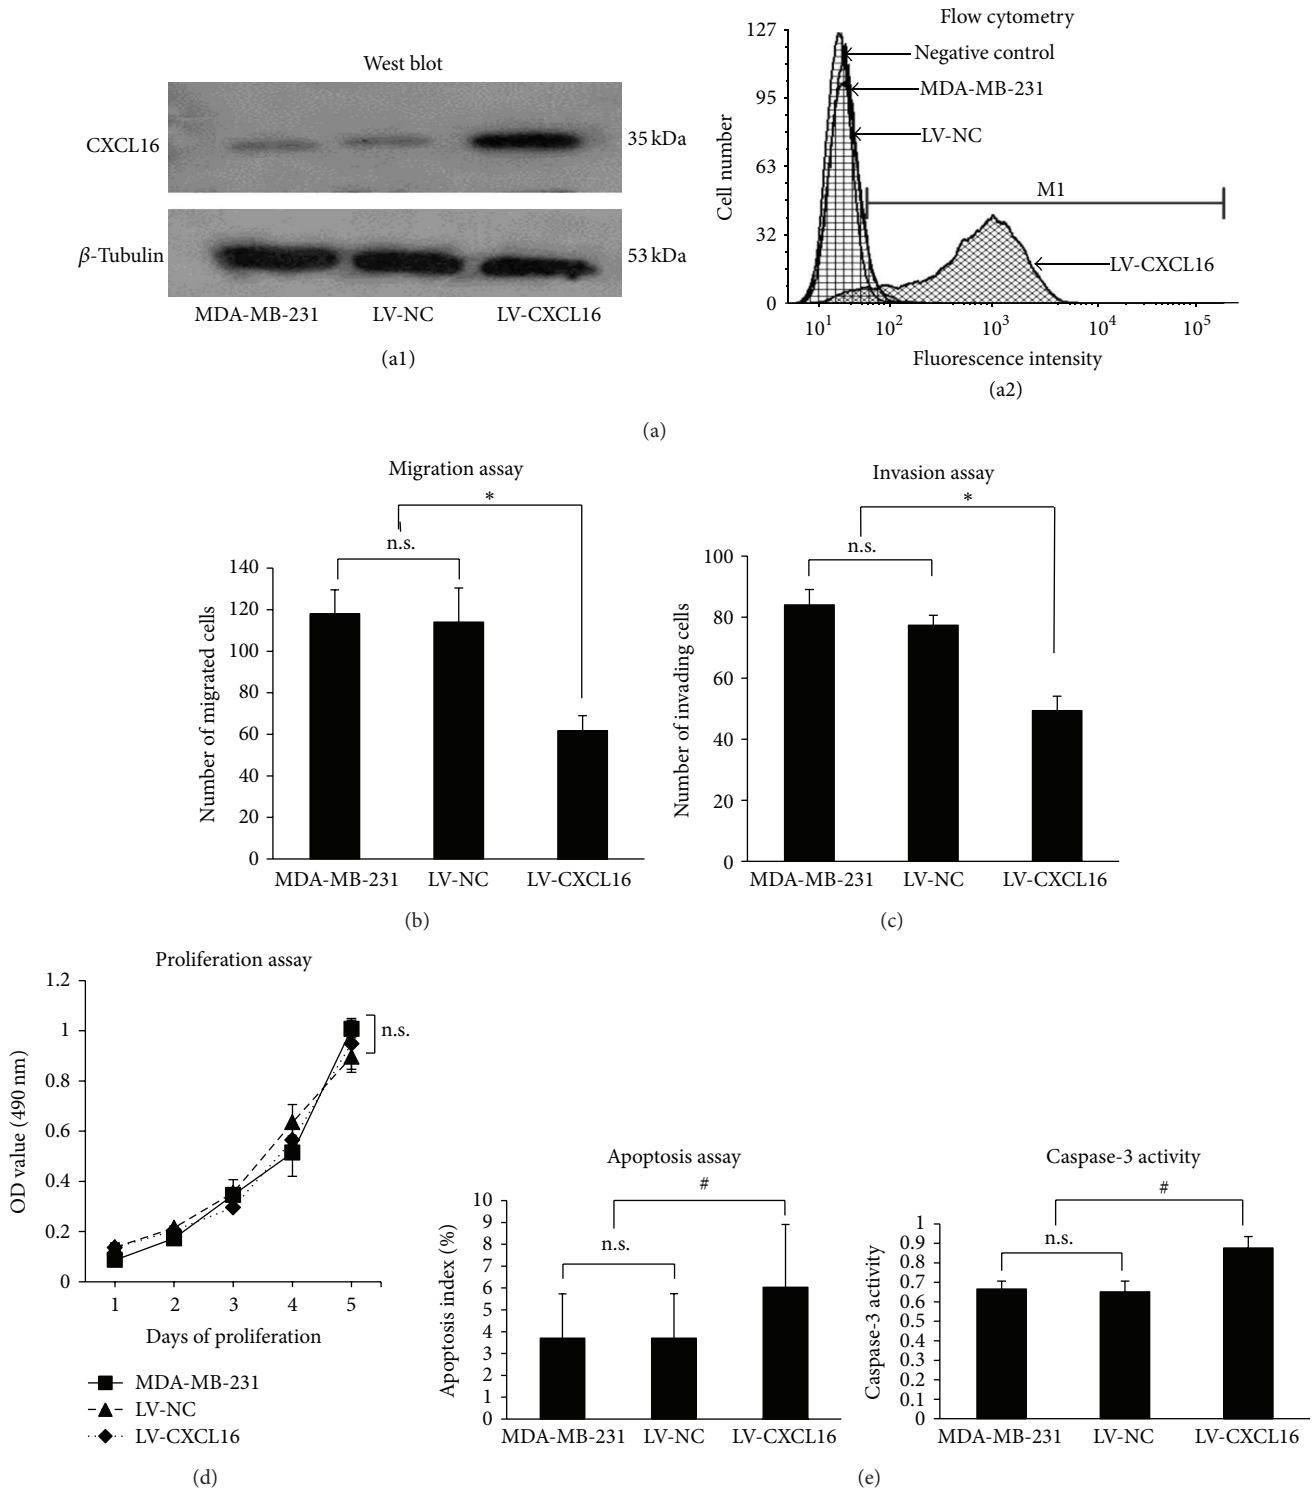 West blot
CXCL16
35 kDa
β-Tubulin
53 kDa
MDA-MB-231 LV-NC LV-CXCL16
(a1)
Flow cytometry
127
95
63
32
0
Cell number
Negative control
MDA-MB-231
LV-NC
M1
LV-CXCL16
10¹ 10² 10³ 10⁴ 10⁵
Fluorescence intensity
(a2)
(a)
Migration assay
*
n.s.
140
120
100
80
60
40
20
0
Number of migrated cells
MDA-MB-231 LV-NC LV-CXCL16
(b)
Invasion assay
*
n.s.
100
80
60
40
20
0
Number of invading cells
MDA-MB-231 LV-NC LV-CXCL16
(c)
Proliferation assay
1.2
1
0.8
0.6
0.4
0.2
0
OD value (490 nm)
n.s.
1 2 3 4 5
Days of proliferation
MDA-MB-231
LV-NC
LV-CXCL16
(d)
Apoptosis assay
#
n.s.
10
9
8
7
6
5
4
3
2
1
0
Apoptosis index (%)
MDA-MB-231 LV-NC LV-CXCL16
Caspase-3 activity
#
n.s.
1
0.9
0.8
0.7
0.6
0.5
0.4
0.3
0.2
0.1
0
Caspase-3 activity
MDA-MB-231 LV-NC LV-CXCL16
(e)